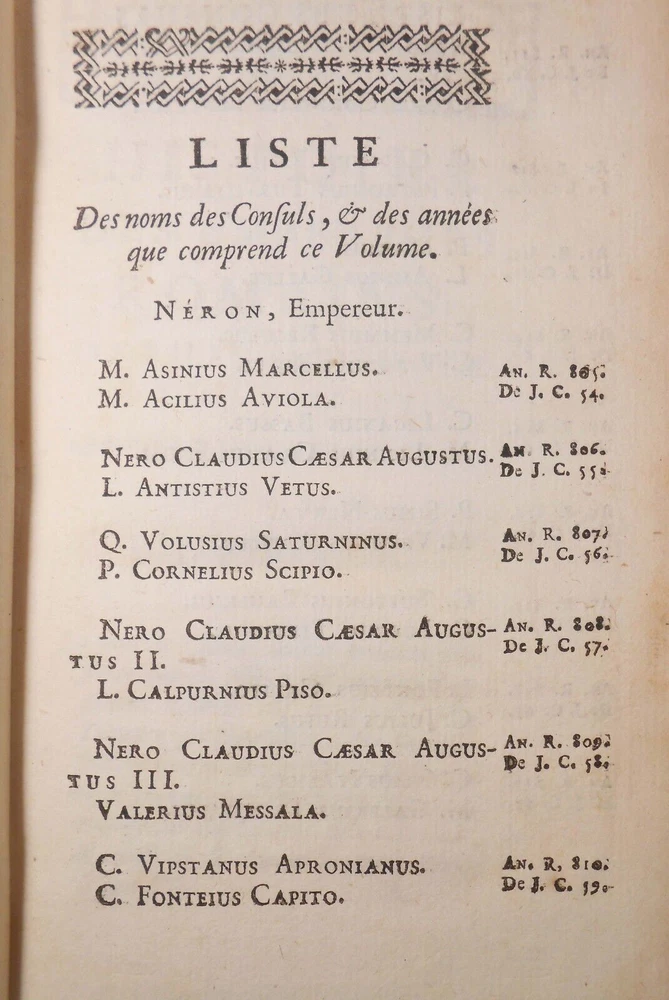 LISTE
Des noms des Conſuls, & des années
que comprend ce Volume.
NÉRON, Empereur.
M. ASINIUS MARCELLUS. AN. R. 805.
M. ACILIUS AVIOLA. De J. C. 54.
NERO CLAUDIUS CÆSAR AUGUSTUS. AN. R. 806.
L. ANTISTIUS VETUS. De J. C. 55.
Q. VOLUSIUS SATURNINUS. AN. R. 807.
P. CORNELIUS SCIPIO. De J. C. 56.
NERO CLAUDIUS CÆSAR AUGUS- AN. R. 808.
TUS II. De J. C. 57.
L. CALPURNIUS PISO.
NERO CLAUDIUS CÆSAR AUGUS- AN. R. 809.
TUS III. De J. C. 58.
VALERIUS MESSALA.
C. VIPSTANUS APRONIANUS. AN. R. 810.
C. FONTEIUS CAPITO. De J. C. 59.